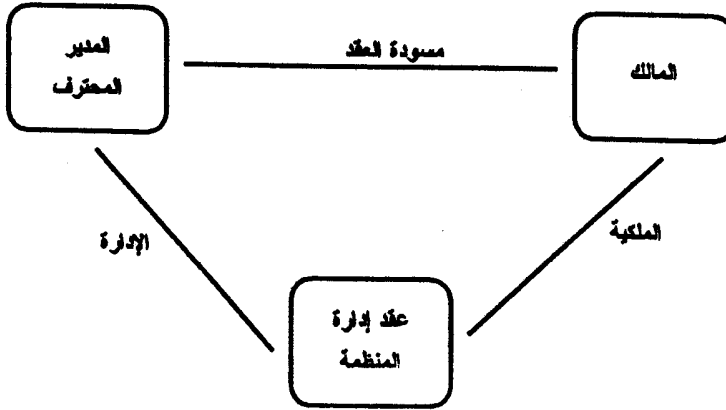 المدير
المحترف
مسودة العقد
المالك
الإدارة
الملكية
عقد إدارة
المنظمة